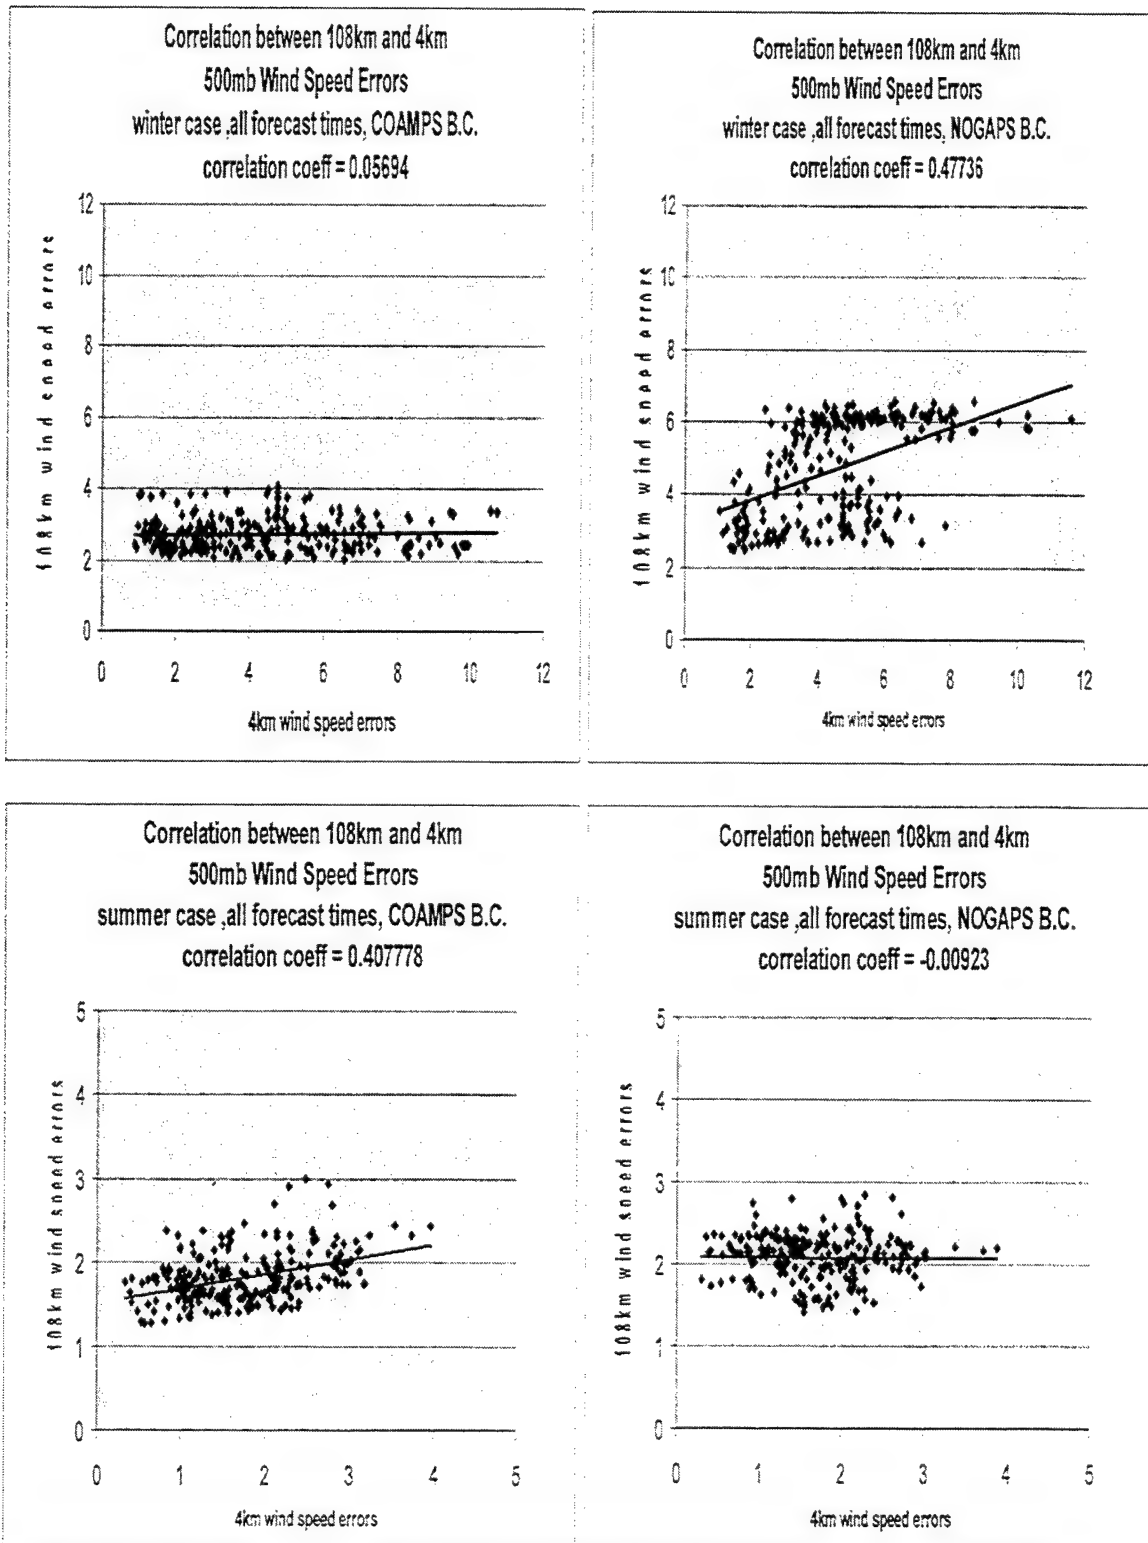 Correlation between 108km and 4km
500mb Wind Speed Errors
winter case ,all forecast times, COAMPS B.C.
correlation coeff = 0.05694
12
10
8
6
4
2
0
108km wind speed errors
0 2 4 6 8 10 12
4km wind speed errors
Correlation between 108km and 4km
500mb Wind Speed Errors
winter case ,all forecast times, NOGAPS B.C.
correlation coeff = 0.47736
12
10
8
6
4
2
0
108km wind speed errors
0 2 4 6 8 10 12
4km wind speed errors
Correlation between 108km and 4km
500mb Wind Speed Errors
summer case ,all forecast times, COAMPS B.C.
correlation coeff = 0.407778
5
4
3
2
1
0
108km wind speed errors
0 1 2 3 4 5
4km wind speed errors
Correlation between 108km and 4km
500mb Wind Speed Errors
summer case ,all forecast times, NOGAPS B.C.
correlation coeff = -0.00923
5
4
3
2
1
0
108km wind speed errors
0 1 2 3 4 5
4km wind speed errors